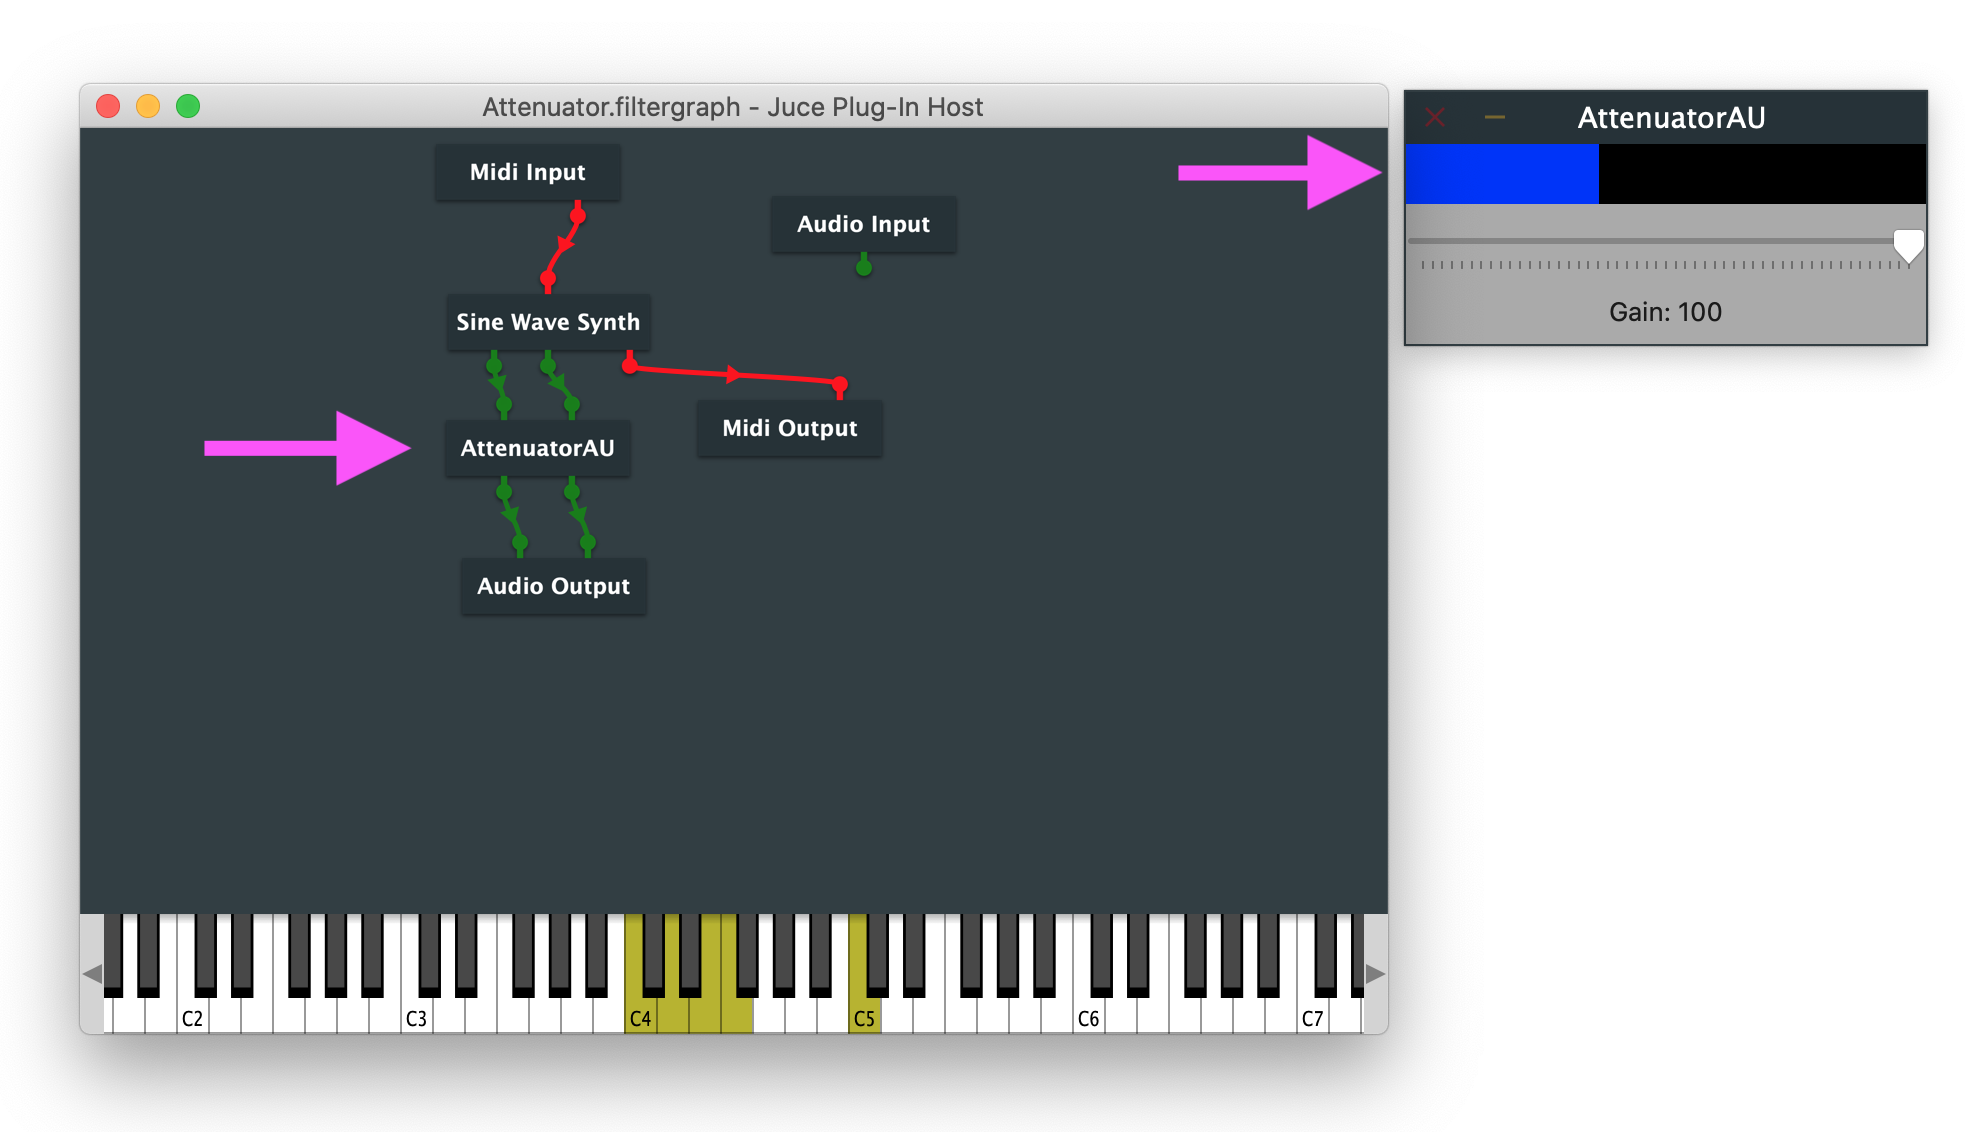 Attenuator.filtergraph - Juce Plug-In Host
AttenuatorAU
Midi Input
Audio Input
Gain: 100
Sine Wave Synth
Midi Output
AttenuatorAU
Audio Output
C2 C3 C4 C5 C6 C7